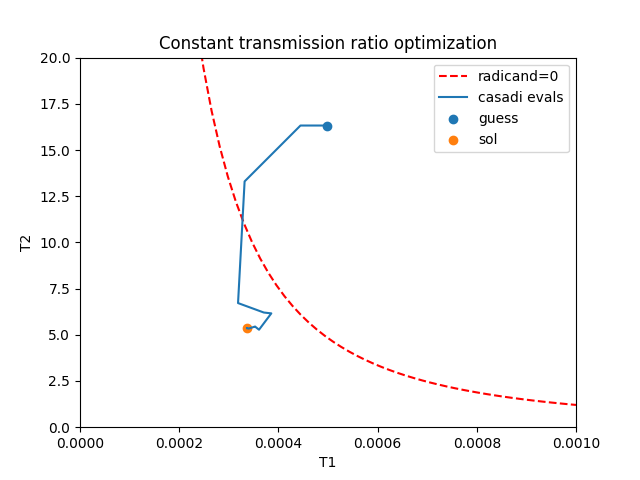 Constant transmission ratio optimization
20.0
17.5
15.0
12.5
10.0
7.5
5.0
2.5
0.0
T2
radicand=0
casadi evals
guess
sol
0.0000
0.0002
0.0004
0.0006
0.0008
0.0010
T1